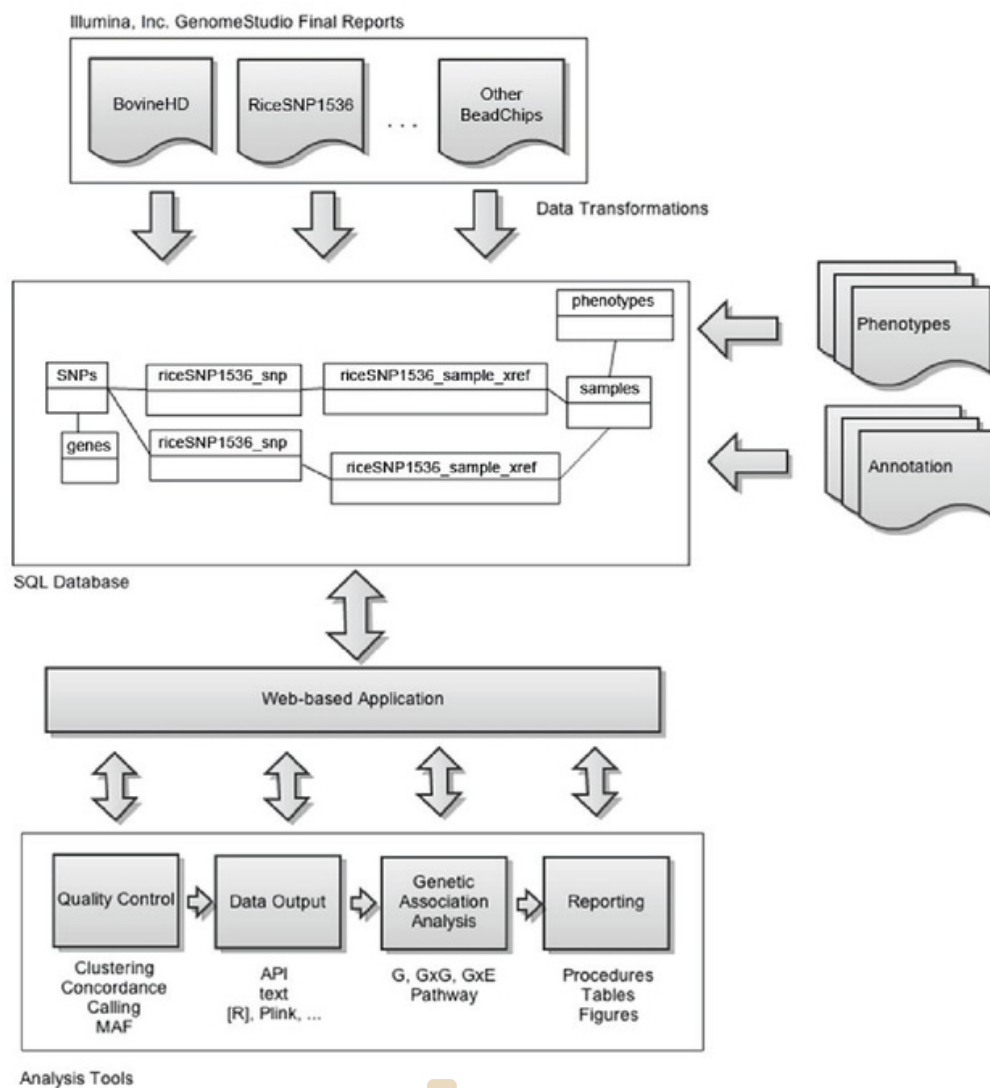 Illumina, Inc. GenomeStudio Final Reports
BovineHD
RiceSNP1536
. . .
Other
BeadChips
Data Transformations
phenotypes
Phenotypes
SNPs
riceSNP1536_snp
riceSNP1536_sample_xref
samples
genes
riceSNP1536_snp
riceSNP1536_sample_xref
Annotation
SQL Database
Web-based Application
Quality Control
Data Output
Genetic
Association
Analysis
Reporting
Clustering
Concordance
Calling
MAF
API
text
[R], Plink, ...
G, GxG, GxE
Pathway
Procedures
Tables
Figures
Analysis Tools